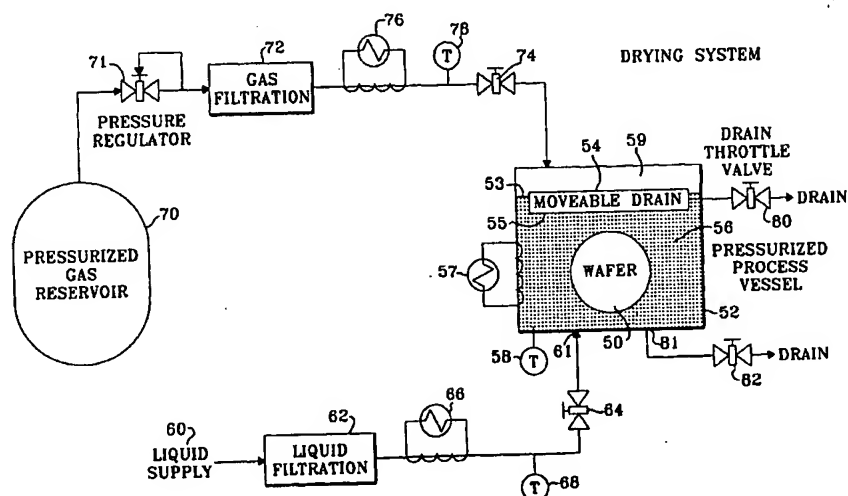 76
78
71
72
74
DRYING SYSTEM
GAS
FILTRATION
PRESSURE
REGULATOR
54
59
DRAIN
THROTTLE
VALVE
53
MOVEABLE DRAIN
DRAIN
55
80
70
56
PRESSURIZED
GAS
RESERVOIR
57
WAFER
PRESSURIZED
PROCESS
VESSEL
52
58
T
61
50
81
DRAIN
82
66
64
60
62
LIQUID
SUPPLY
LIQUID
FILTRATION
T
68
T